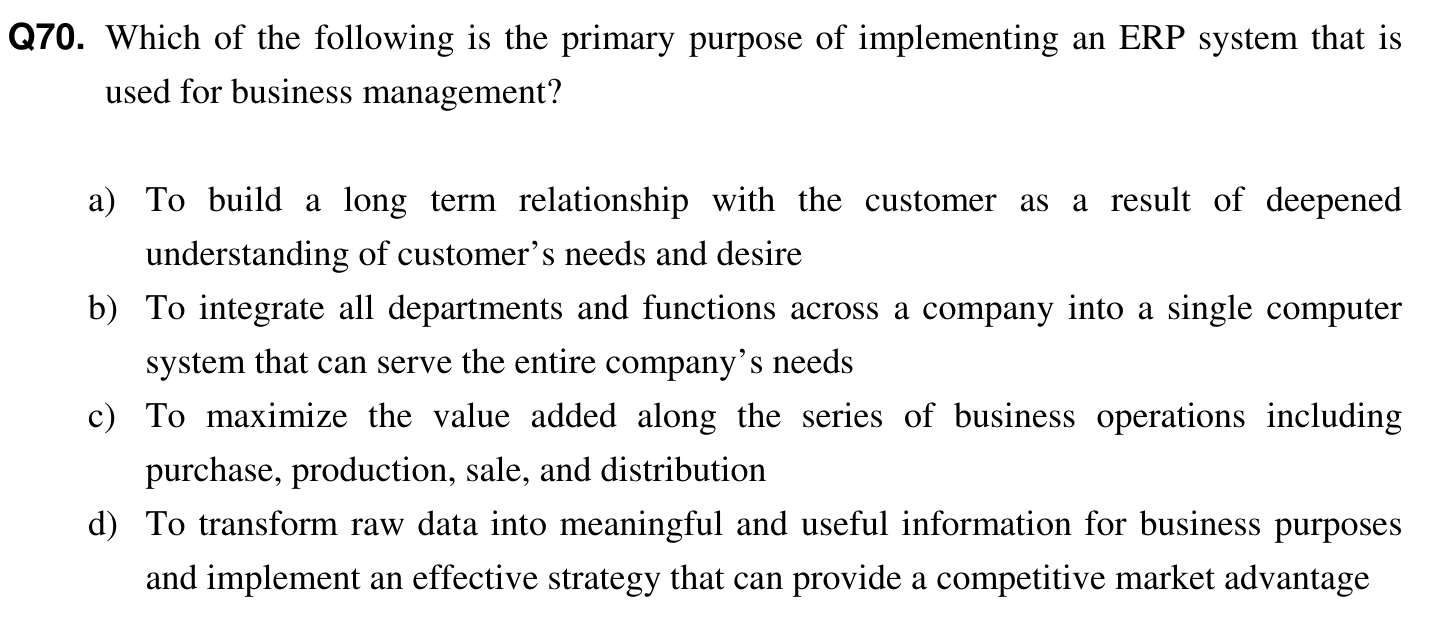 Q70. Which of the following is the primary purpose of implementing an ERP system that is
used for business management?
a) To build a long term relationship with the customer as a result of deepened
understanding of customer's needs and desire
b) To integrate all departments and functions across a company into a single computer
system that can serve the entire company's needs
c) To maximize the value added along the series of business operations including
purchase, production, sale, and distribution
d) To transform raw data into meaningful and useful information for business purposes
and implement an effective strategy that can provide a competitive market advantage